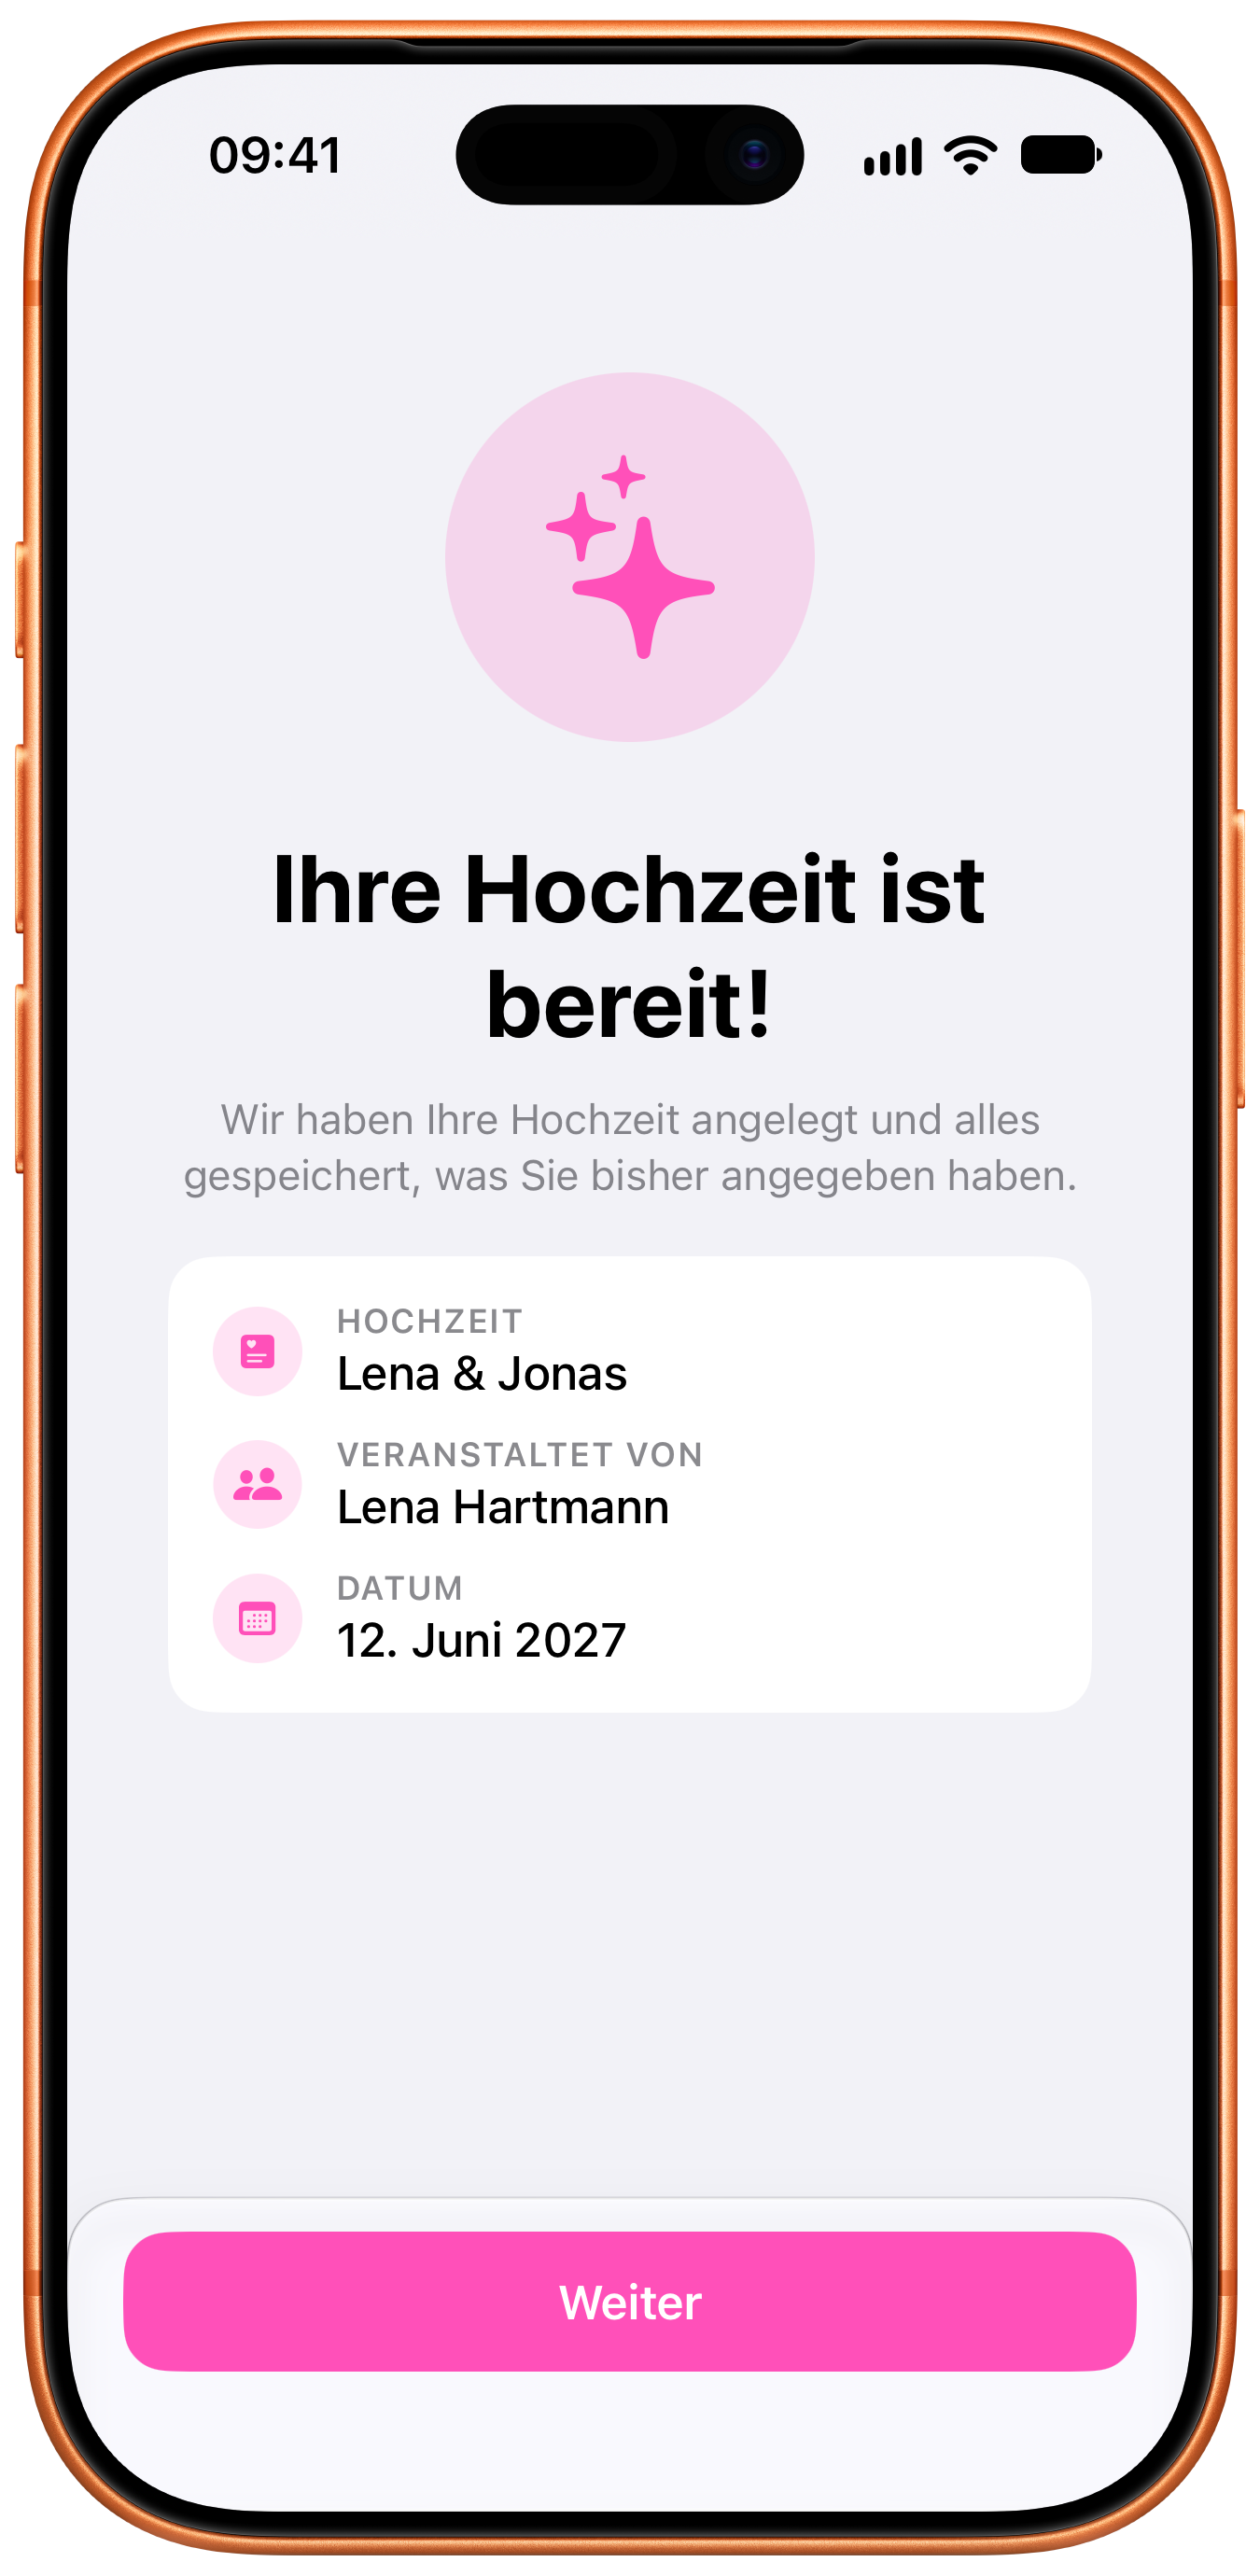 09:41
Ihre Hochzeit ist
bereit!
Wir haben Ihre Hochzeit angelegt und alles
gespeichert, was Sie bisher angegeben haben.
HOCHZEIT
Lena & Jonas
VERANSTALTET VON
Lena Hartmann
DATUM
12. Juni 2027
Weiter